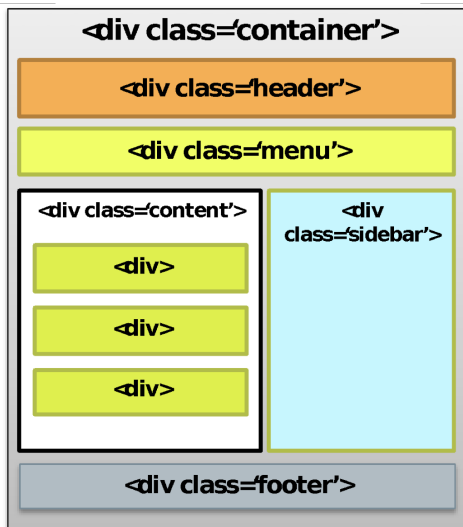 <div class=‘container’>
<div class=‘header’>
<div class=‘menu’>
<div class=‘content’>
<div>
<div>
<div>
<div
class=‘sidebar’>
<div class=‘footer’>